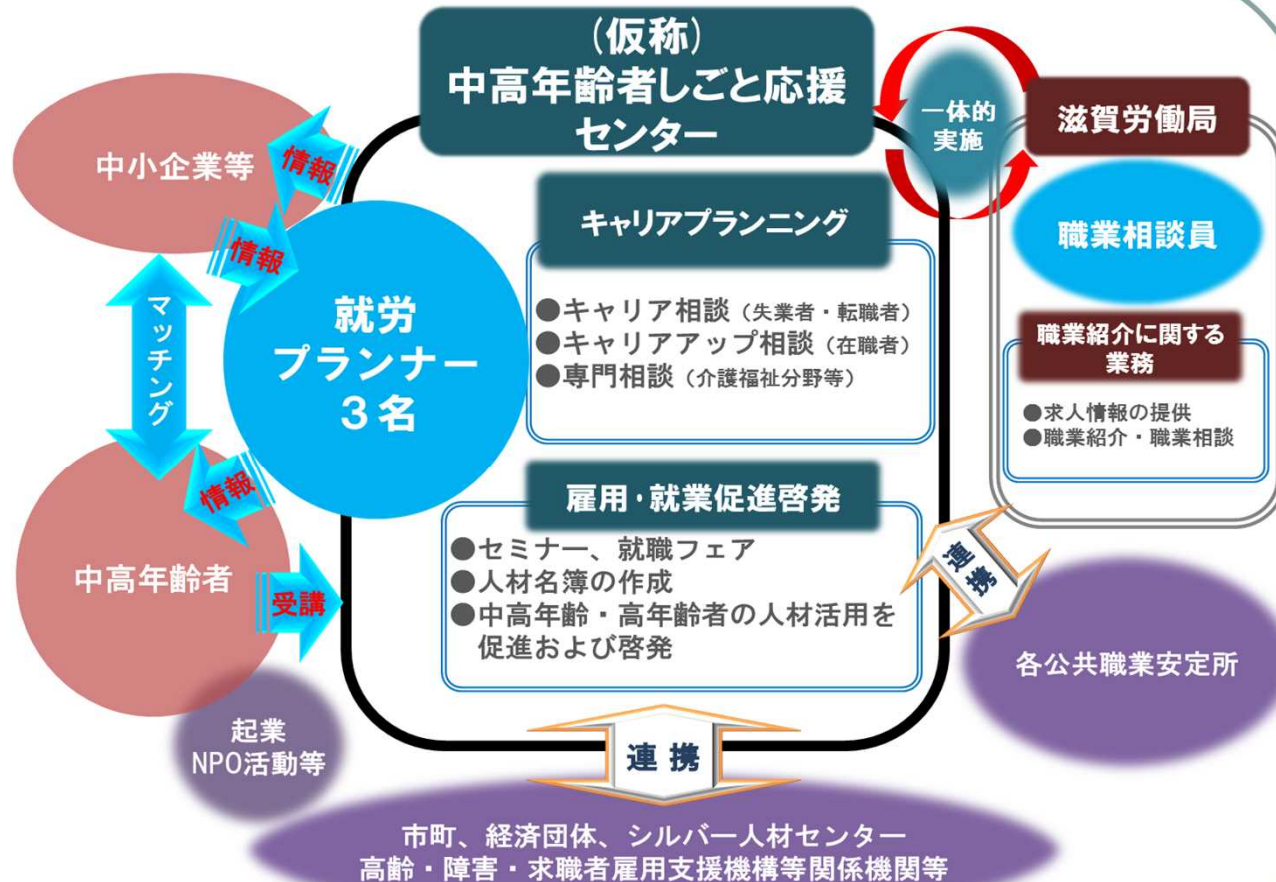 (仮称)
中高年齢者しごと応援
センター
一体的
実施
滋賀労働局
職業相談員
職業紹介に関する
業務
●求人情報の提供
●職業紹介・職業相談
中小企業等
情報
情報
マッチング
就労
プランナー
３名
キャリアプランニング
●キャリア相談（失業者・転職者）
●キャリアアップ相談（在職者）
●専門相談（介護福祉分野等）
雇用・就業促進啓発
●セミナー、就職フェア
●人材名簿の作成
●中高年齢・高年齢者の人材活用を
促進および啓発
情報
中高年齢者
受講
起業
NPO活動等
連携
各公共職業安定所
連携
市町、経済団体、シルバー人材センター
高齢・障害・求職者雇用支援機構等関係機関等